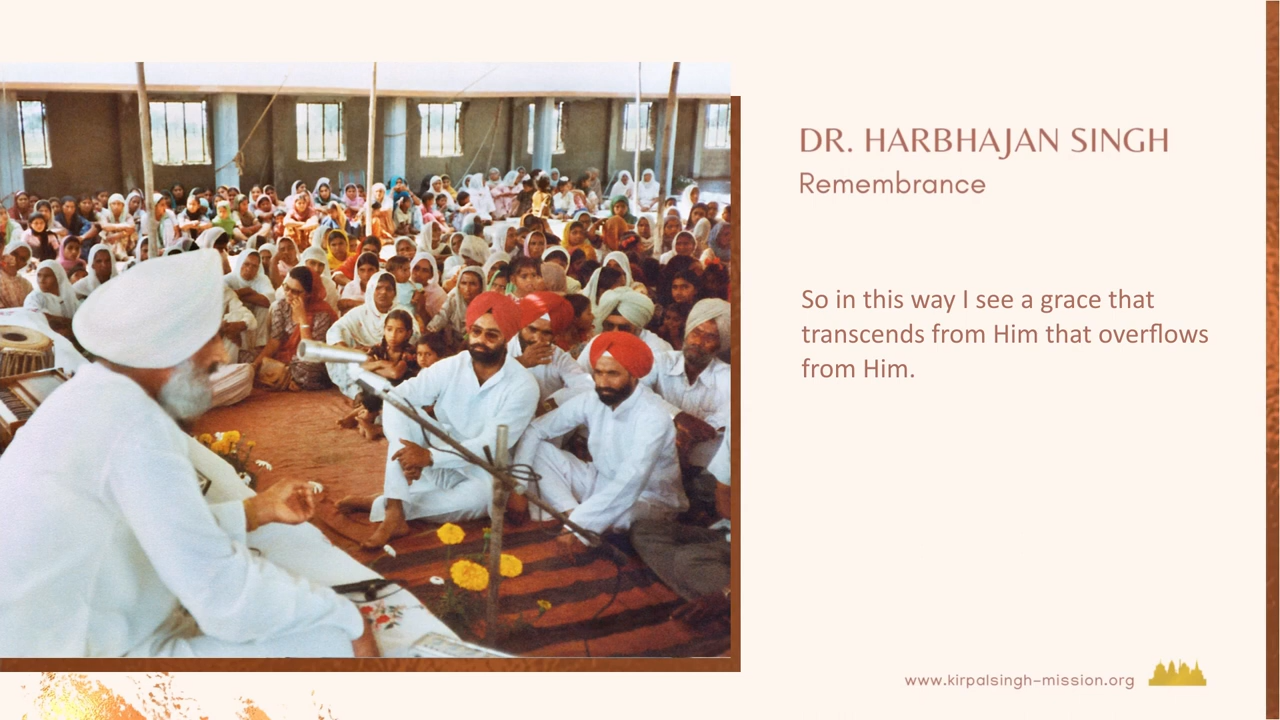 DR. HARBHAJAN SINGH
Remembrance
So in this way I see a grace that
transcends from Him that overflows
from Him.
www.kirpalsingh-mission.org